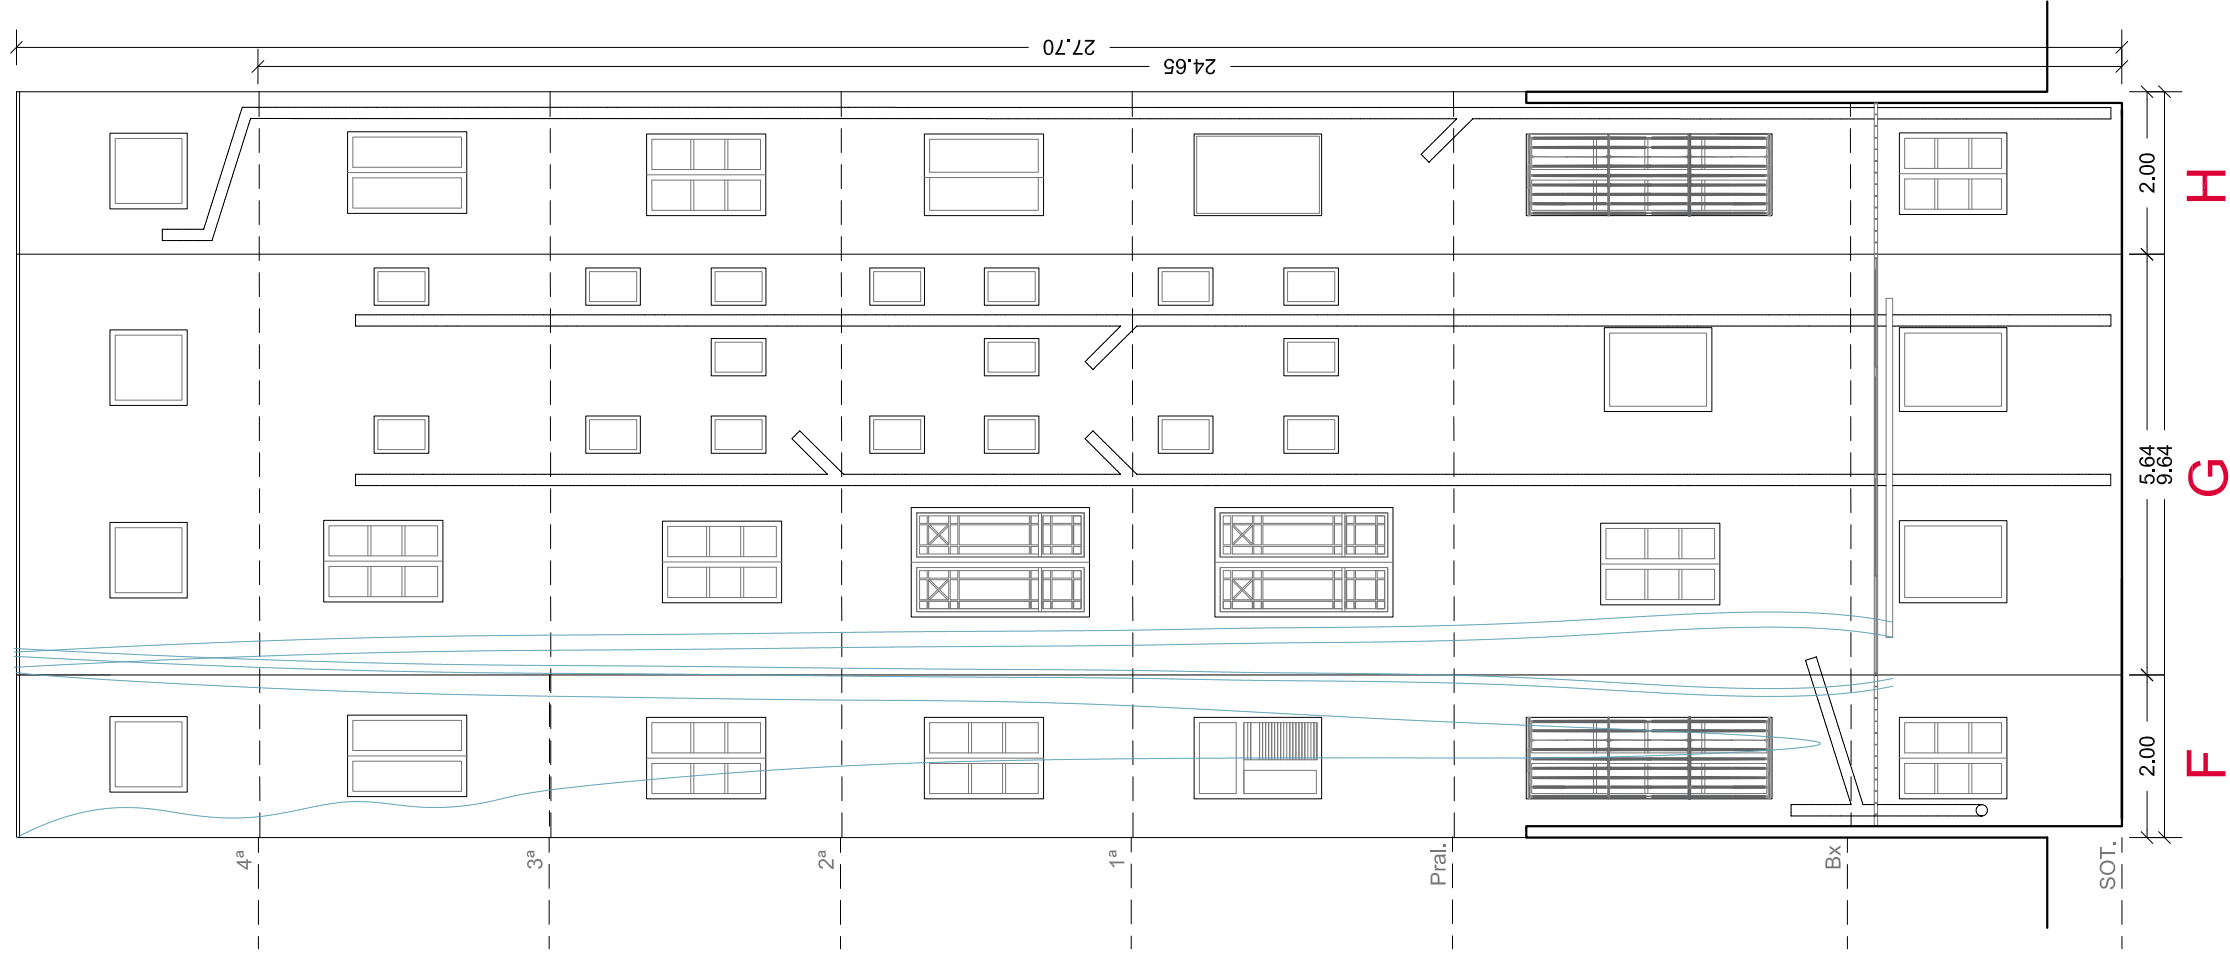 27.70
24.65
2.00
H
5.64
9.64
G
2.00
F
4ª
3ª
2ª
1ª
Pral.
Bx
SOT.